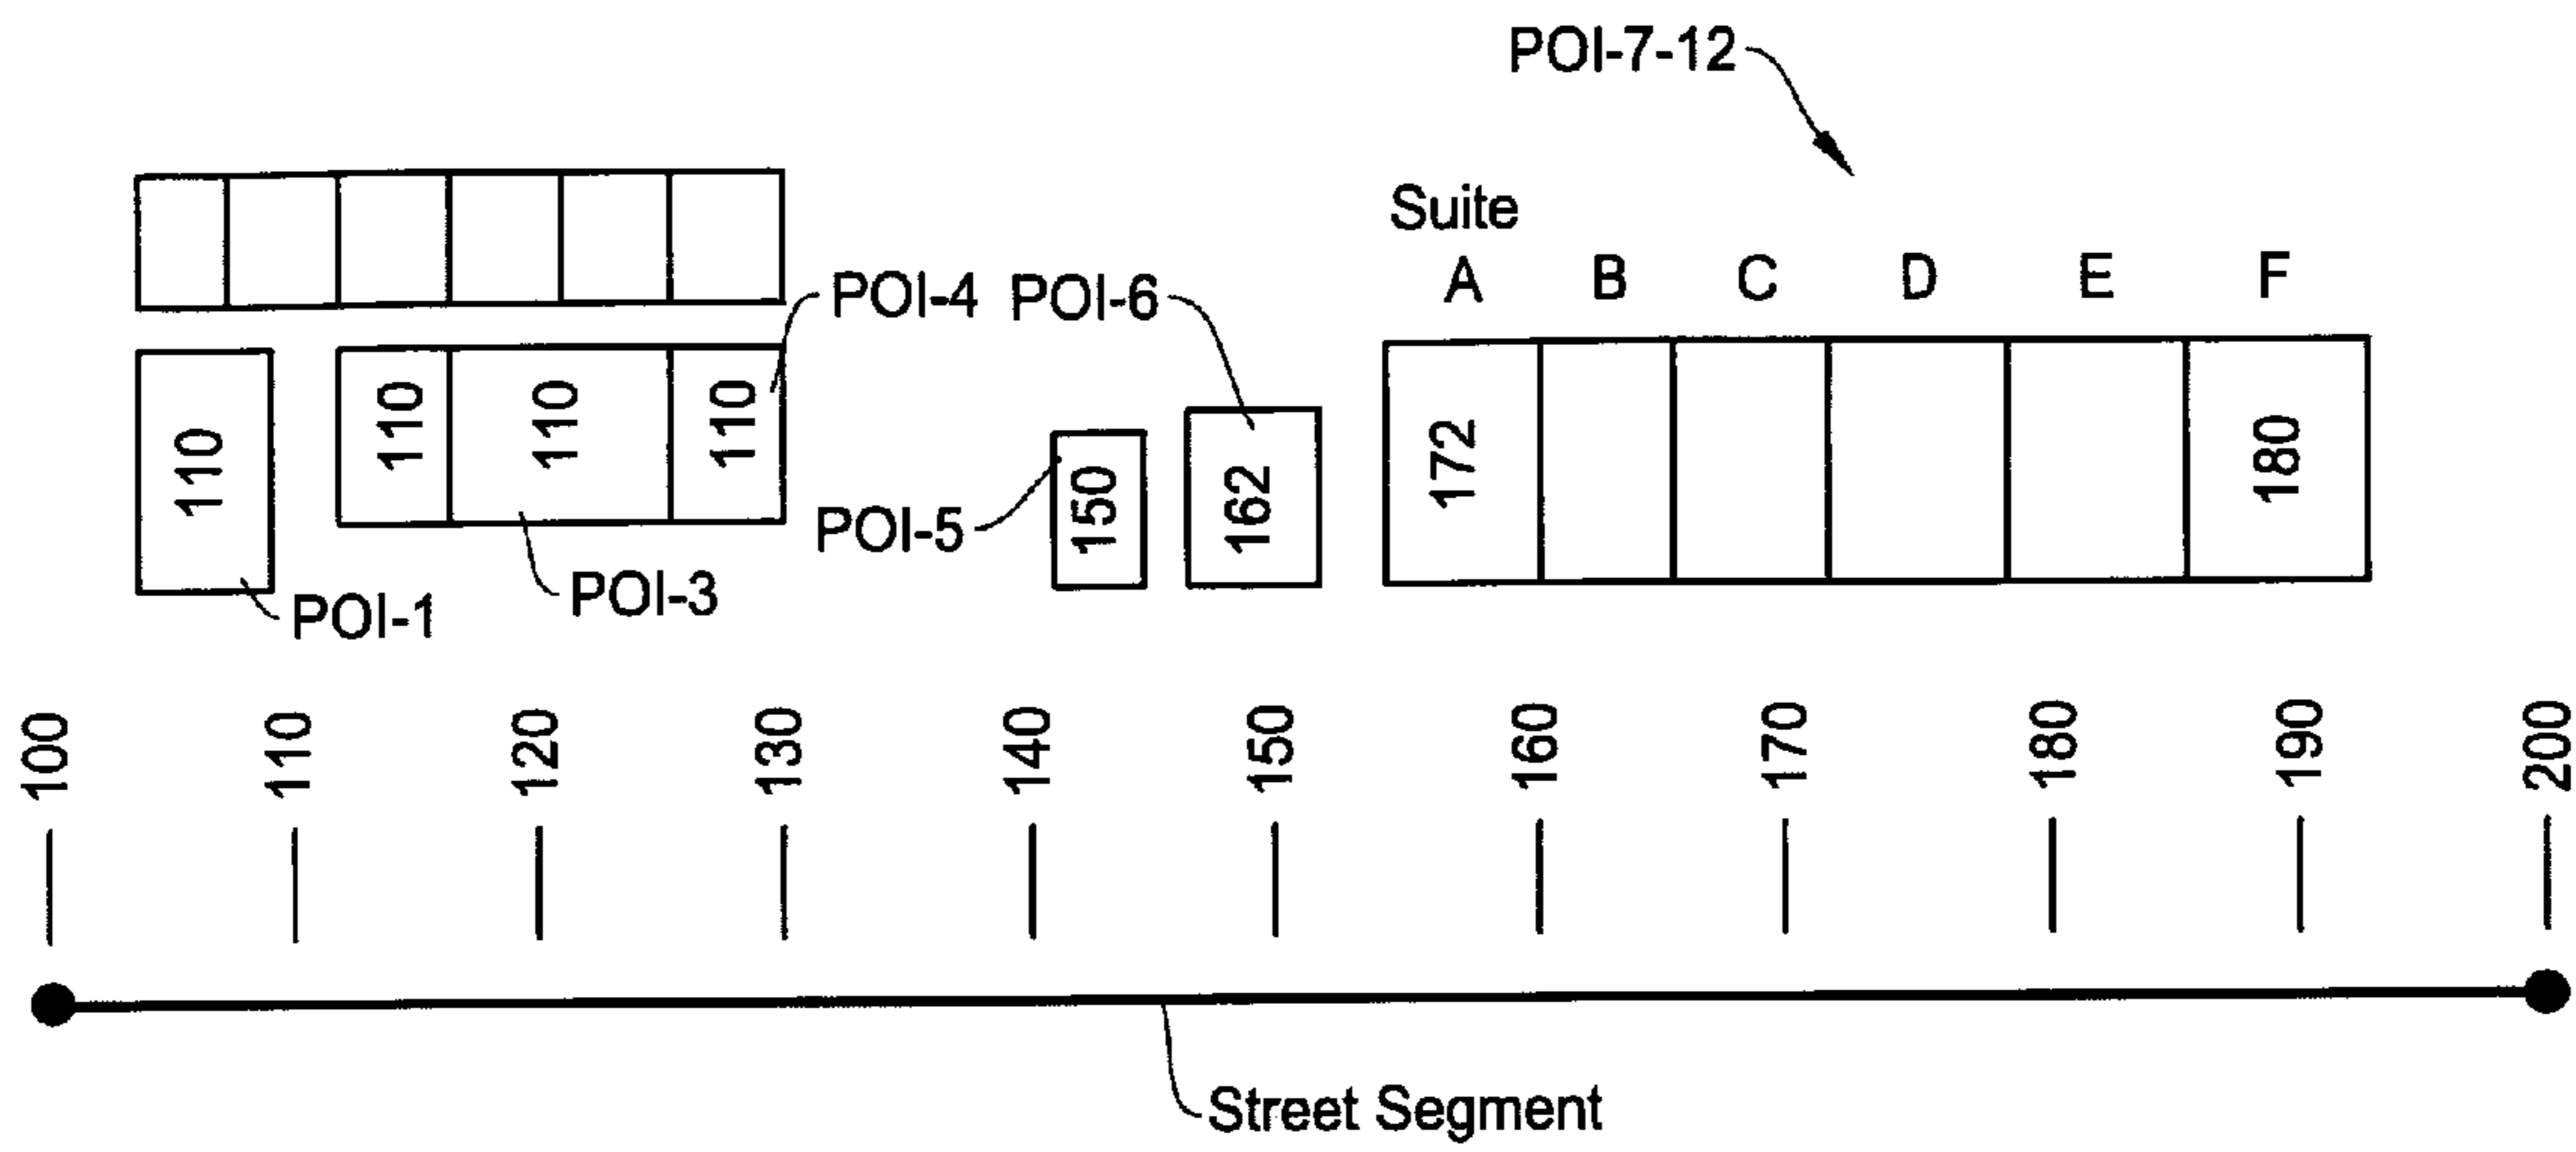 POI-7-12
Suite
A B C D E F
POI-4 POI-6
110 110 110 110 150 162 172 180
POI-5
POI-3
POI-1
100 110 120 130 140 150 160 170 180 190 200
Street Segment